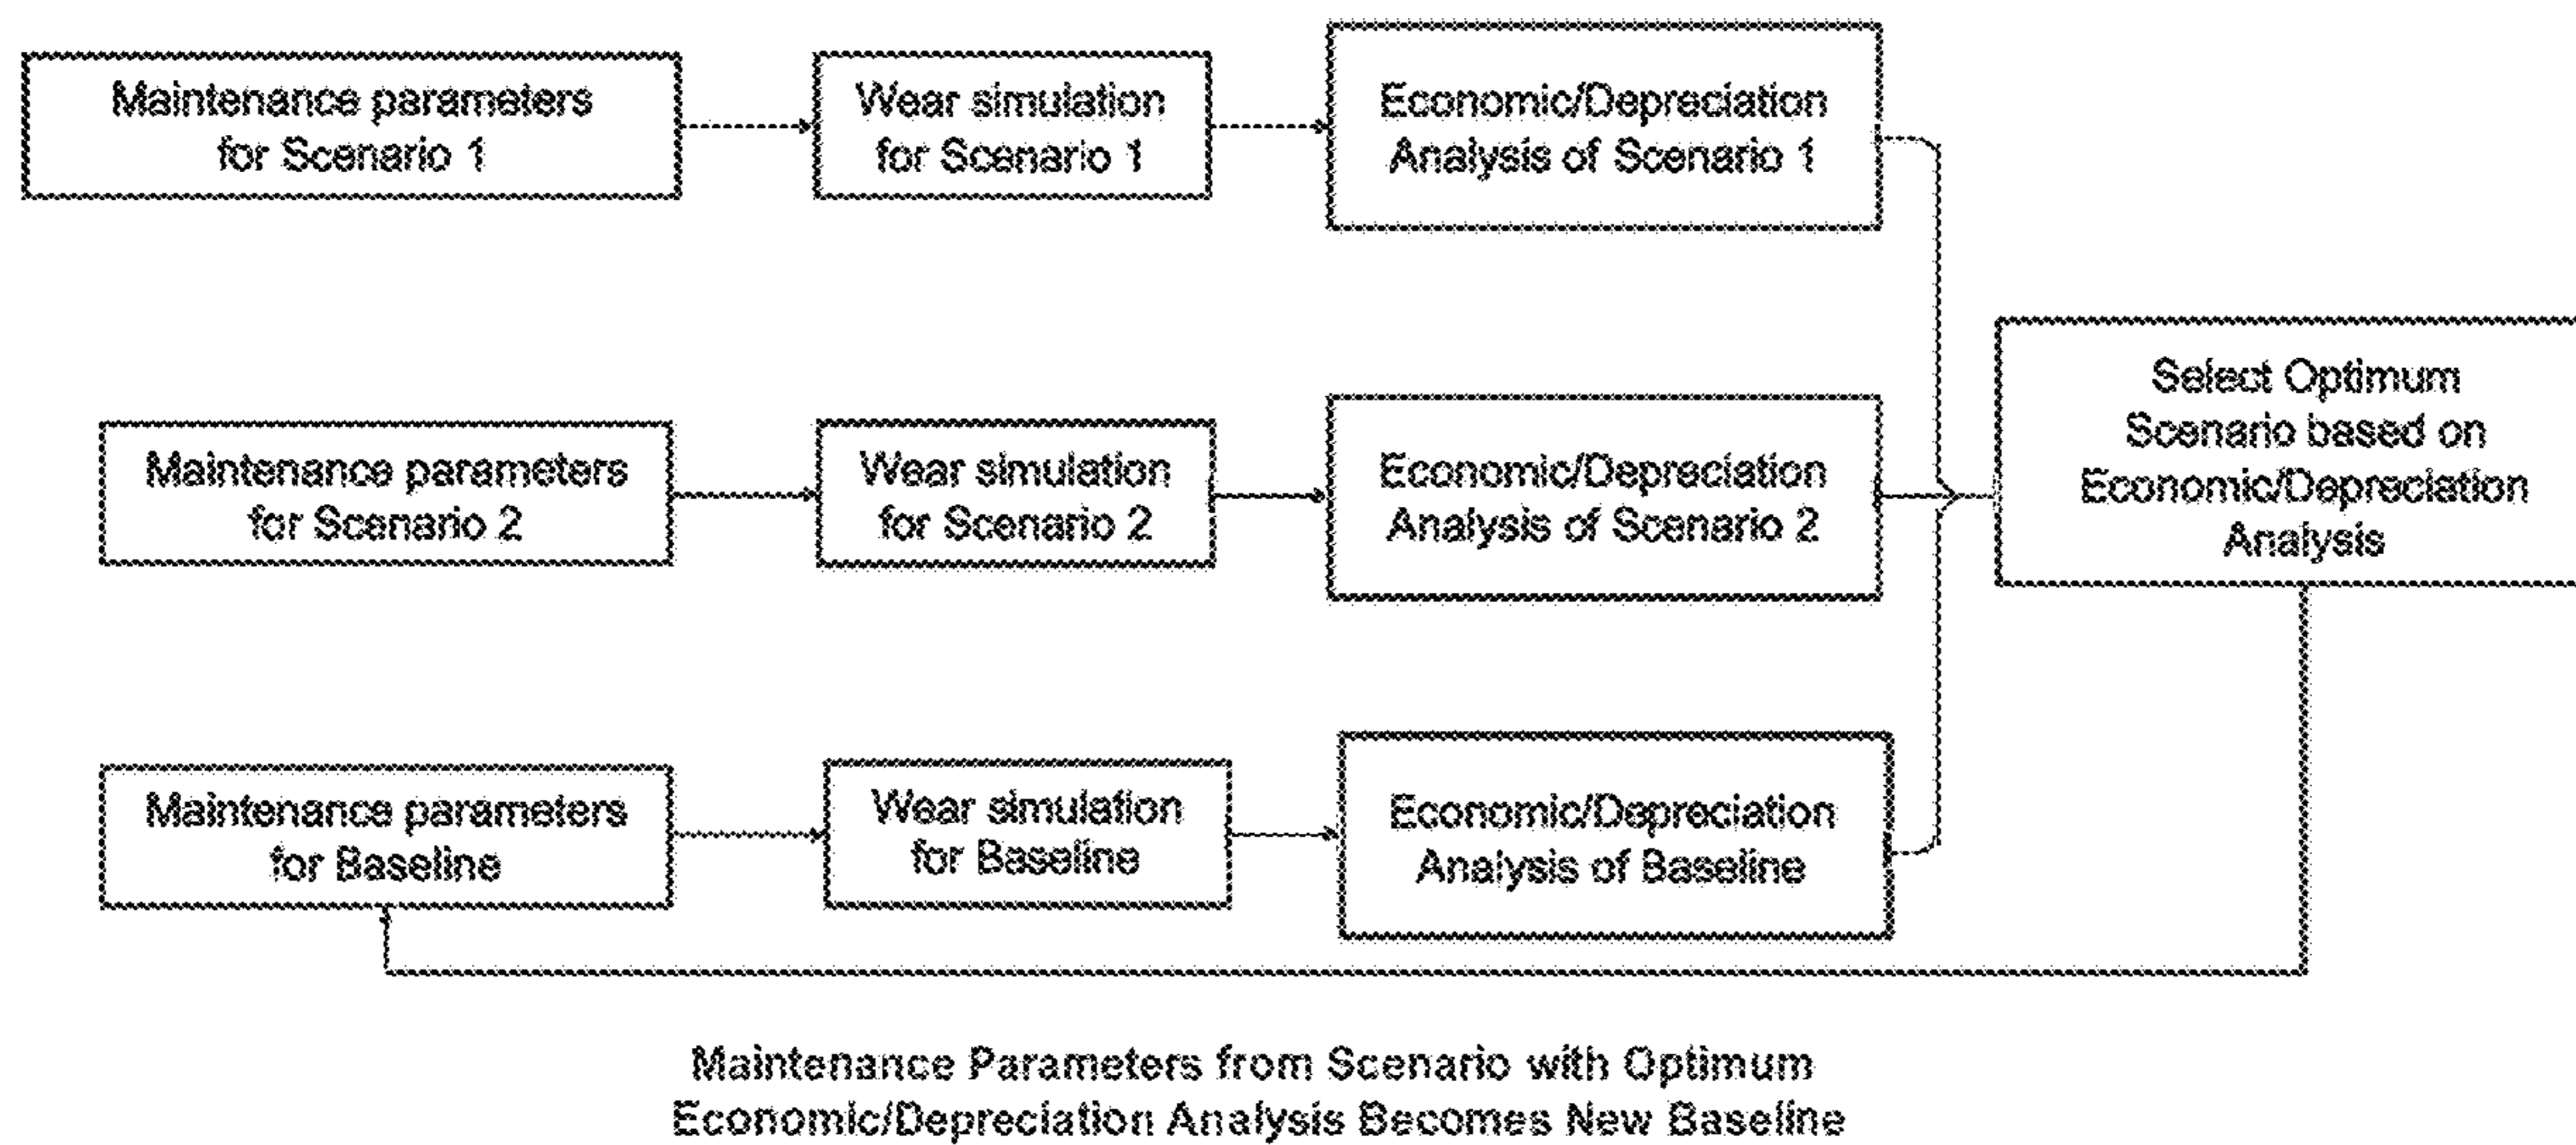 Maintenance parameters
for Scenario 1
Wear simulation
for Scenario 1
Economic/Depreciation
Analysis of Scenario 1
Maintenance parameters
for Scenario 2
Wear simulation
for Scenario 2
Economic/Depreciation
Analysis of Scenario 2
Select Optimum
Scenario based on
Economic/Depreciation
Analysis
Maintenance parameters
for Baseline
Wear simulation
for Baseline
Economic/Depreciation
Analysis of Baseline
Maintenance Parameters from Scenario with Optimum
Economic/Depreciation Analysis Becomes New Baseline